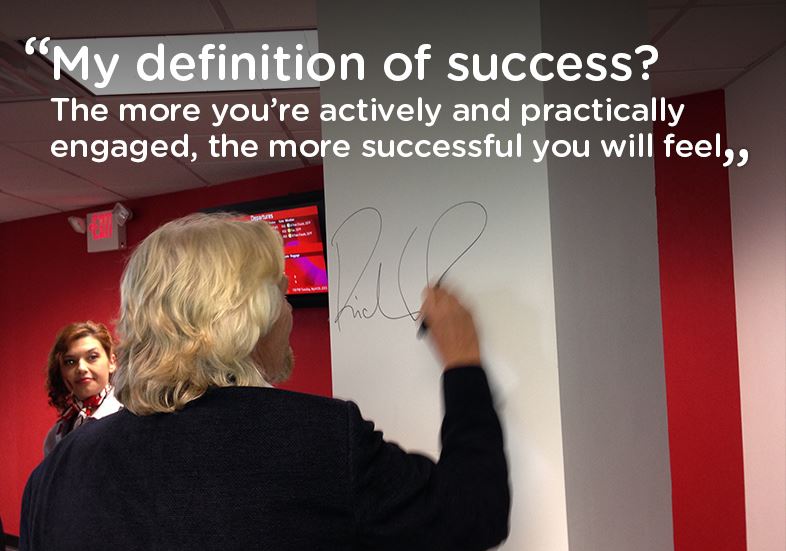 “My definition of success?
The more you’re actively and practically
engaged, the more successful you will feel”
Departures